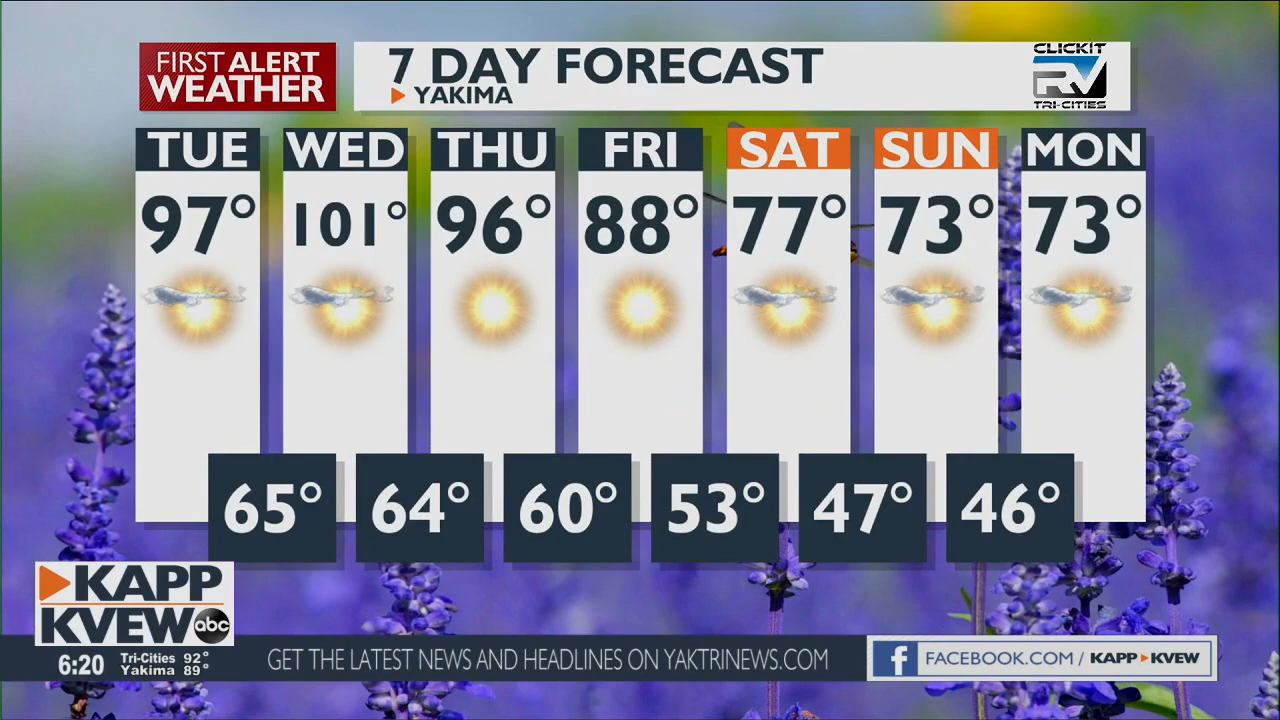 FIRST ALERT
WEATHER
7 DAY FORECAST
YAKIMA
CLICKIT
RV
TRI-CITIES
TUE WED THU FRI SAT SUN MON
97° 101° 96° 88° 77° 73° 73°
65° 64° 60° 53° 47° 46°
KAPP
KVEW abc
6:20 Tri-Cities 92°
Yakima 89°
GET THE LATEST NEWS AND HEADLINES ON YAKTRINEWS.COM
f FACEBOOK.COM / KAPP KVEW